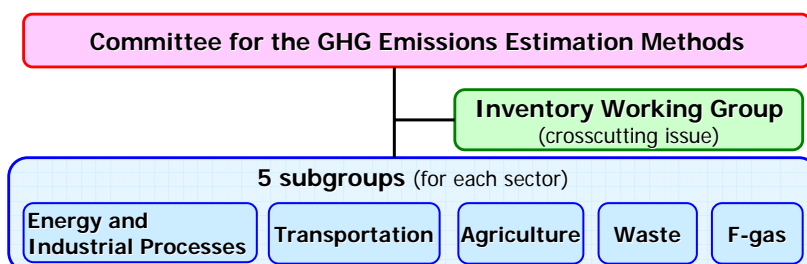 Committee for the GHG Emissions Estimation Methods
Inventory Working Group
(crosscutting issue)
5 subgroups (for each sector)
Energy and
Industrial Processes
Transportation
Agriculture
Waste
F-gas